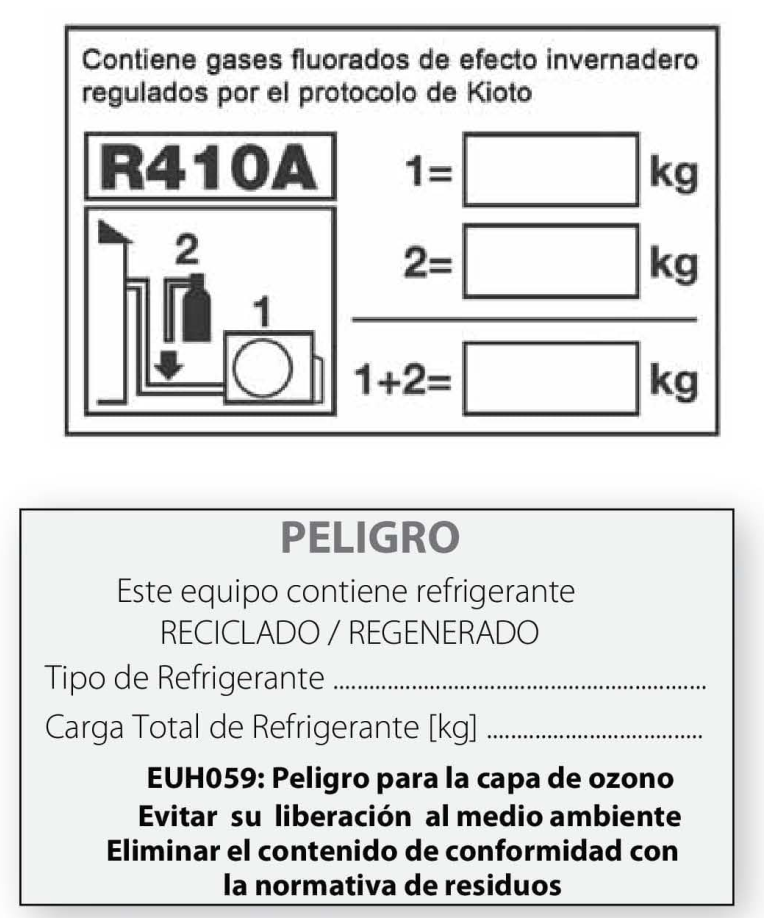 Contiene gases fluorados de efecto invernadero
regulados por el protocolo de Kioto
R410A
1= kg
2
1
2= kg
1+2= kg
PELIGRO
Este equipo contiene refrigerante
RECICLADO / REGENERADO
Tipo de Refrigerante ..............................................................
Carga Total de Refrigerante [kg] ....................................
EUH059: Peligro para la capa de ozono
Evitar su liberación al medio ambiente
Eliminar el contenido de conformidad con
la normativa de residuos